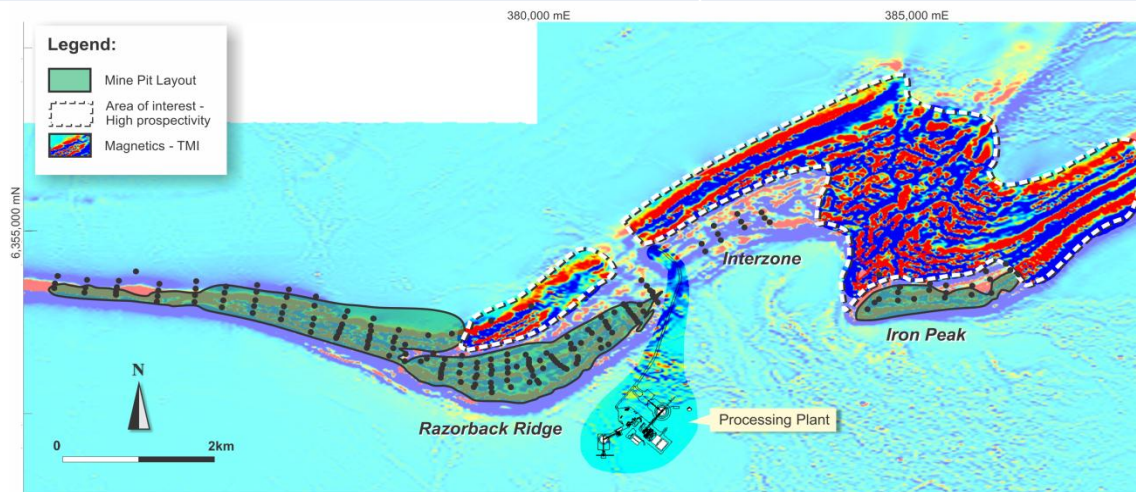 380,000 mE
385,000 mE
Legend:
Mine Pit Layout
Area of interest -
High prospectivity
Magnetics - TMI
6,355,000 mN
Interzone
Iron Peak
N
Razorback Ridge
Processing Plant
0
2km